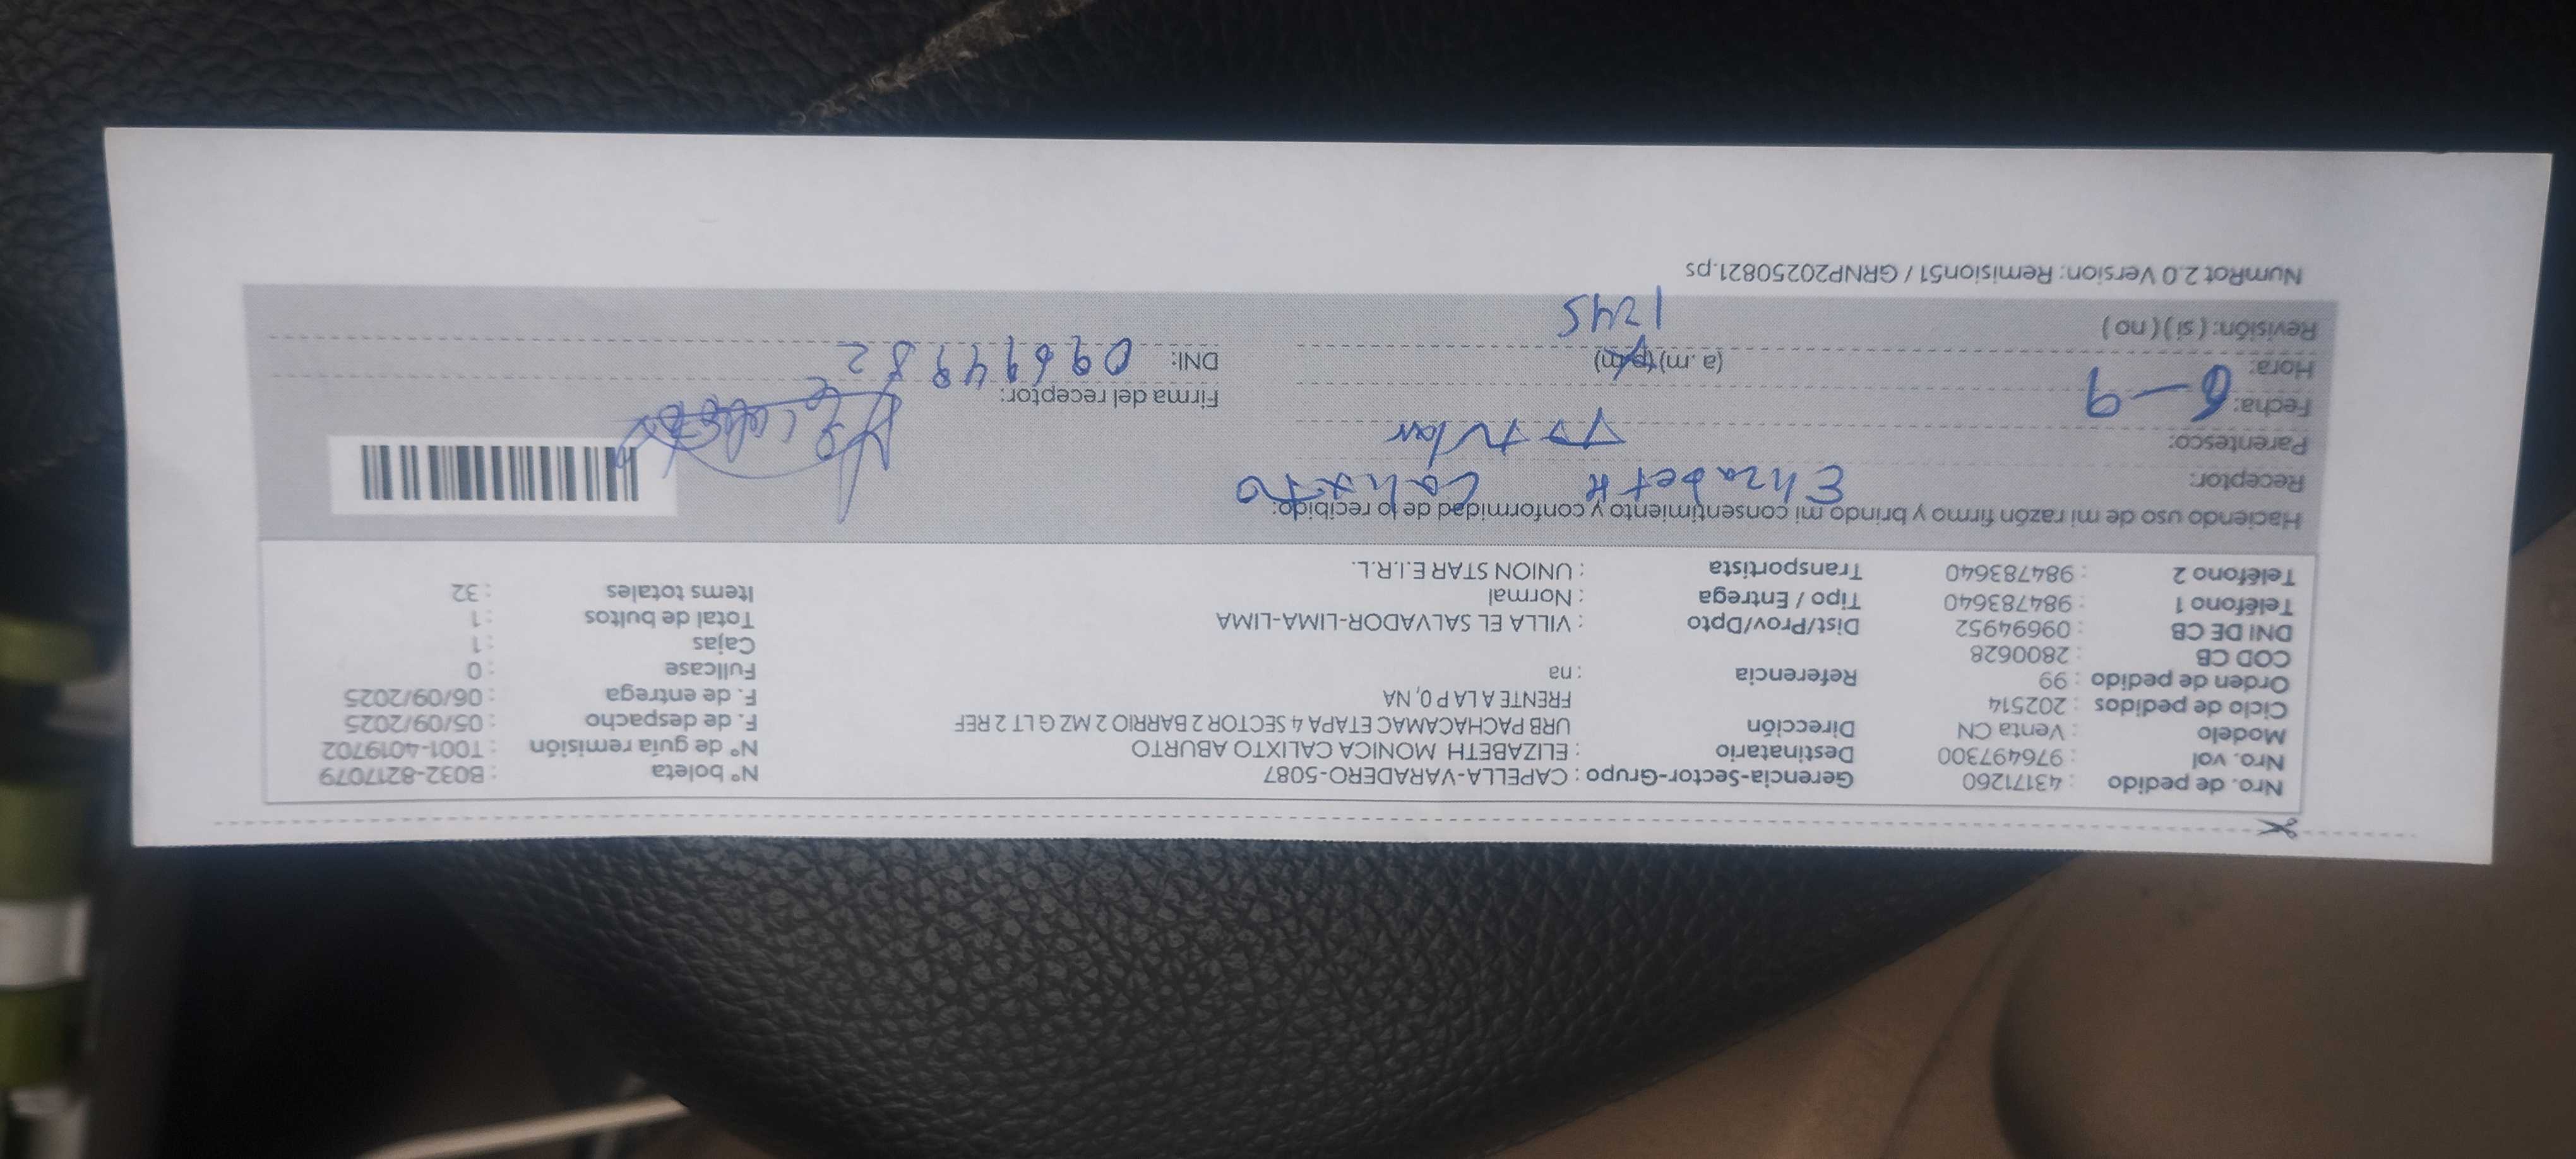 Nro. de pedido : 43171260 Gerencia-Sector-Grupo : CAPELLA-VARADERO-5087 N° boleta : B032-8217079
Nro. vol : 976497300 Destinatario : ELIZABETH MONICA CALIXTO ABURTO N° de guía remisión : T001-4019702
Modelo : Venta CN Dirección URB PACHACAMAC ETAPA 4 SECTOR 2 BARRIO 2 MZ G LT 2 REF F. de despacho : 05/09/2025
Ciclo de pedidos : 202514 FRENTE A LA P0, NA F. de entrega : 06/09/2025
Orden de pedido : 99 Referencia : na Fullcase : 0
COD CB : 2800628 Cajas : 1
DNI DE CB : 09694952 Dist/Prov/Dpto : VILLA EL SALVADOR-LIMA-LIMA Total de bultos : 1
Teléfono 1 : 984783640 Tipo / Entrega : Normal Items totales : 32
Teléfono 2 : 984783640 Transportista : UNION STAR E.I.R.L.
Haciendo uso de mi razón firmo y brindo mi consentimiento y conformidad de lo recibido:
Receptor: Elizabeth Calixto
Parentesco: Titular
Fecha: 6-9 Firma del receptor:
Hora: (a.m) (p.m) DNI:
1245
Revisión: ( si ) ( no )
NumRot 2.0 Version: Remision51 / GRNP20250821.ps